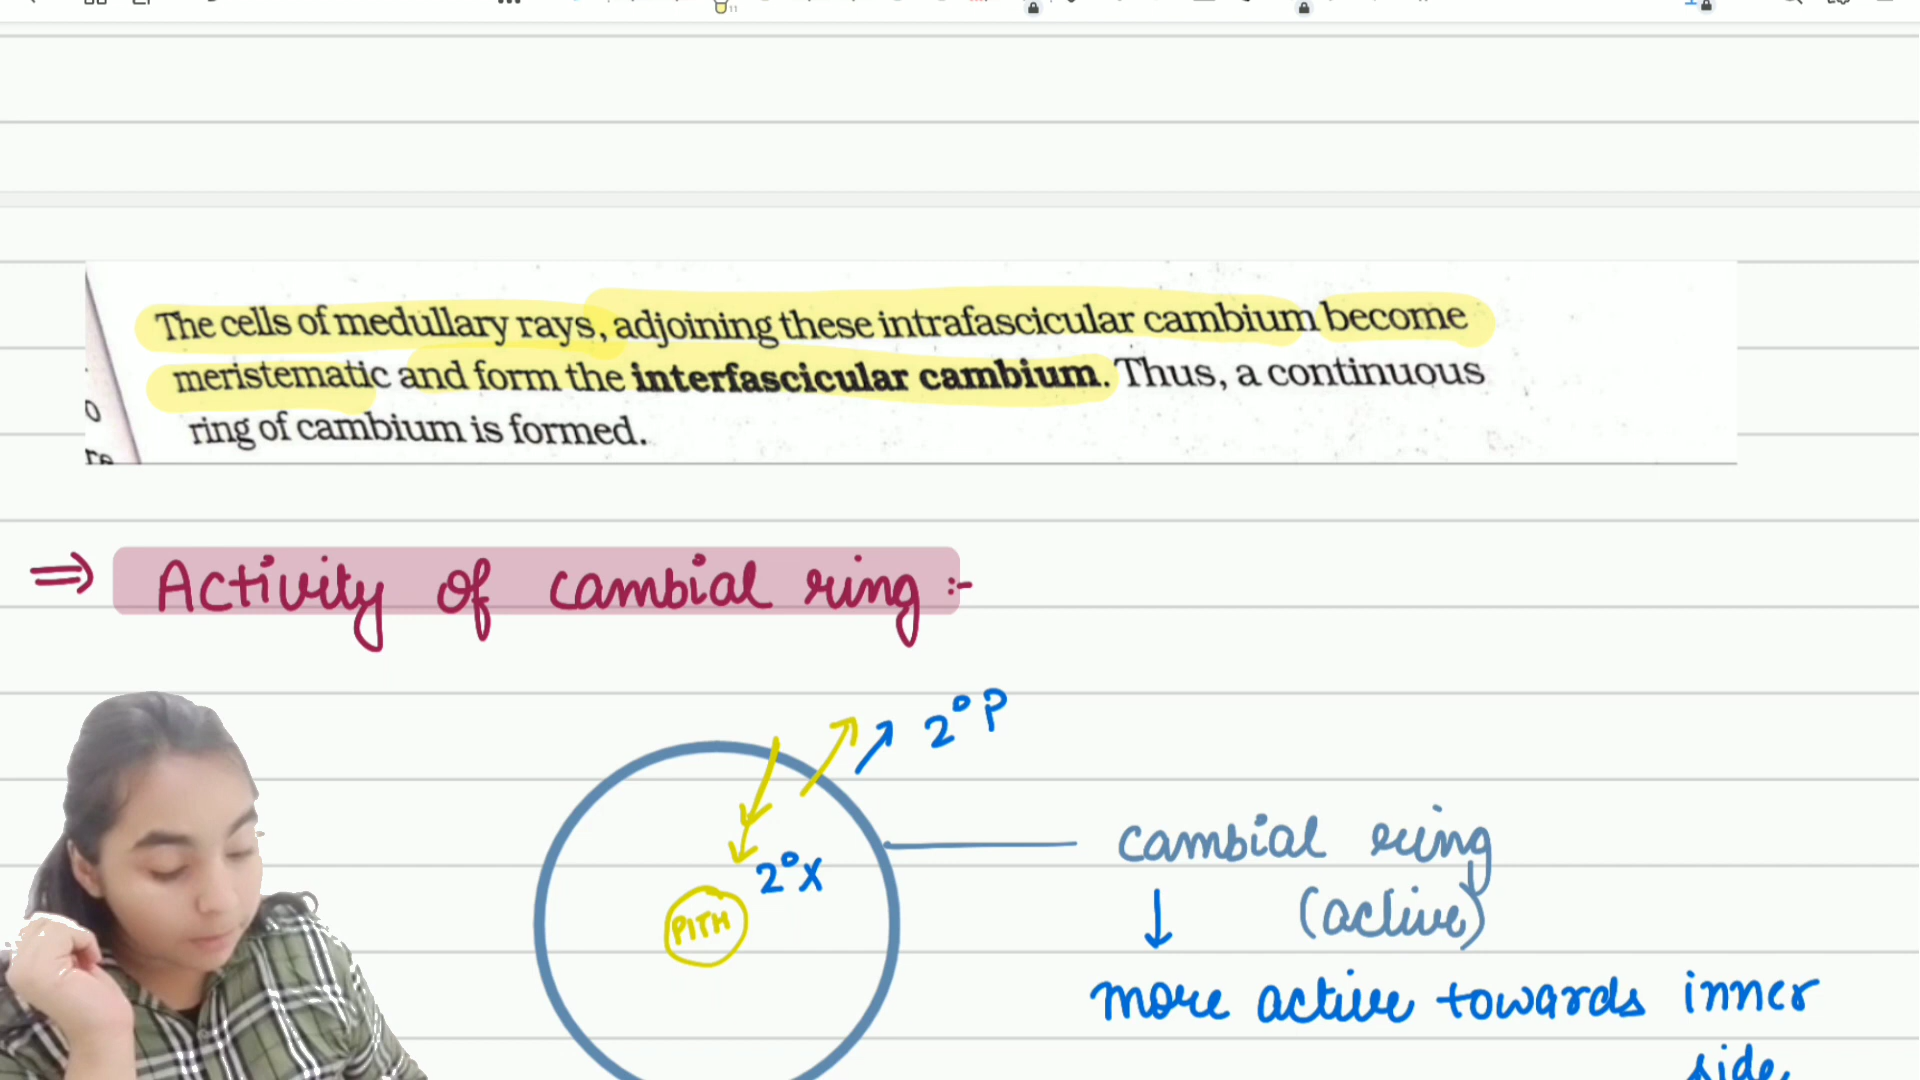 The cells of medullary rays, adjoining these intrafascicular cambium become
meristematic and form the interfascicular cambium. Thus, a continuous
ring of cambium is formed.
⇒ Activity of cambial ring :-
2°P
2°X
PITH
cambial ring
(active)
↓
more active towards inner
side